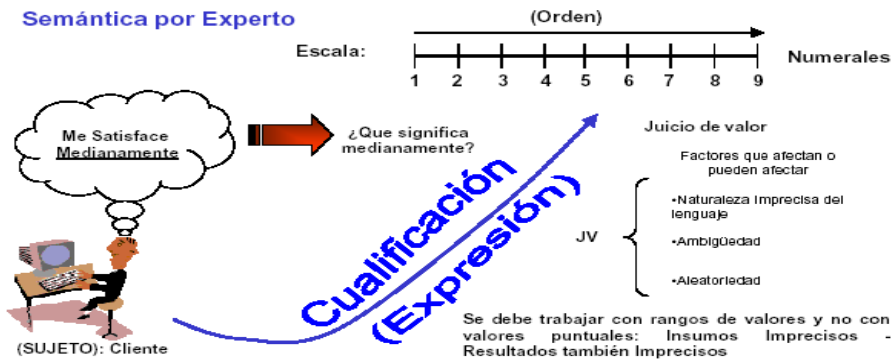 Semántica por Experto
(Orden)
Escala:
Numerales
1 2 3 4 5 6 7 8 9
Me Satisface
Medianamente
¿Que significa
medianamente?
Juicio de valor
Factores que afectan o
pueden afectar
•Naturaleza Imprecisa del
lenguaje
JV
•Ambigüedad
•Aleatoriedad
Cualificación
(Expresión)
(SUJETO): Cliente
Se debe trabajar con rangos de valores y no con
valores puntuales: Insumos Imprecisos -
Resultados también Imprecisos